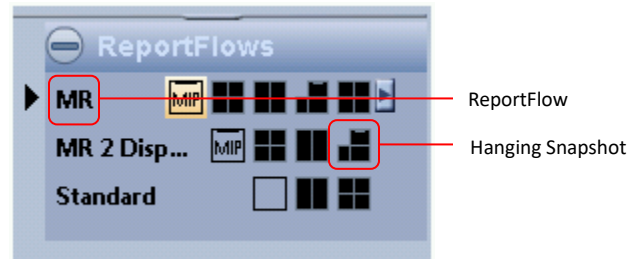 ReportFlows
MR MIP
ReportFlow
MR 2 Disp... MIP
Hanging Snapshot
Standard